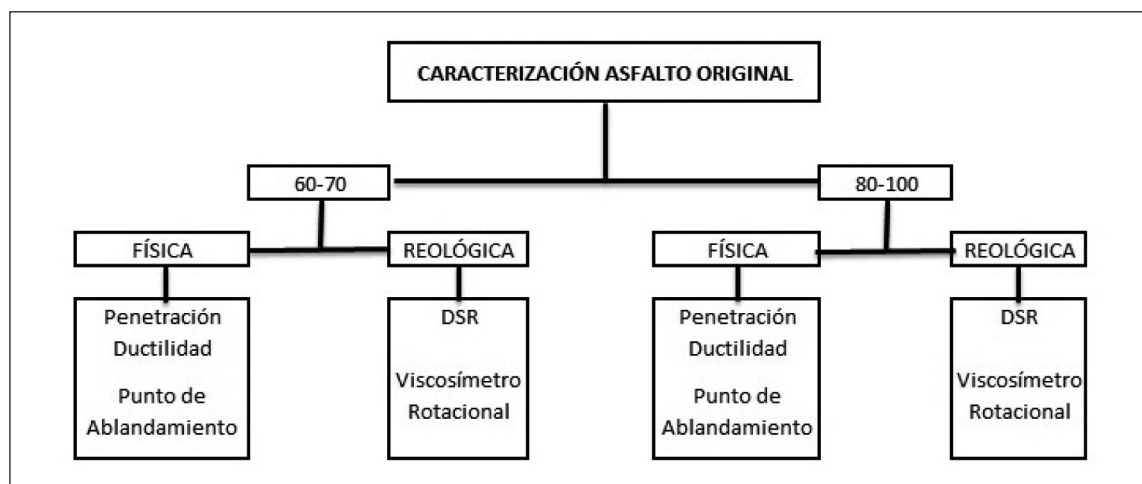 CARACTERIZACIÓN ASFALTO ORIGINAL
60-70
80-100
FÍSICA
REOLÓGICA
FÍSICA
REOLÓGICA
Penetración
Ductilidad
Punto de
Ablandamiento
DSR
Viscosímetro
Rotacional
Penetración
Ductilidad
Punto de
Ablandamiento
DSR
Viscosímetro
Rotacional